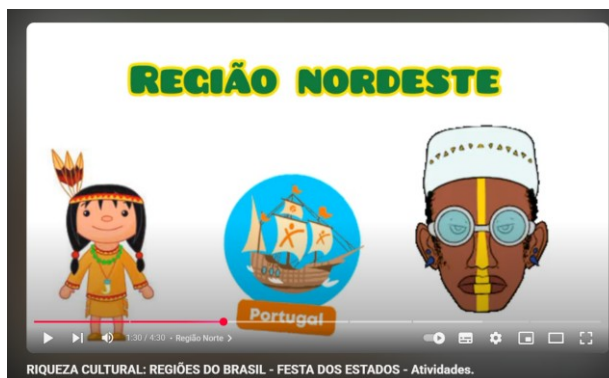 REGIÃO NORDESTE
Portugal
1:30 / 4:30 • Região Norte >
RIQUEZA CULTURAL: REGIÕES DO BRASIL - FESTA DOS ESTADOS - Atividades.